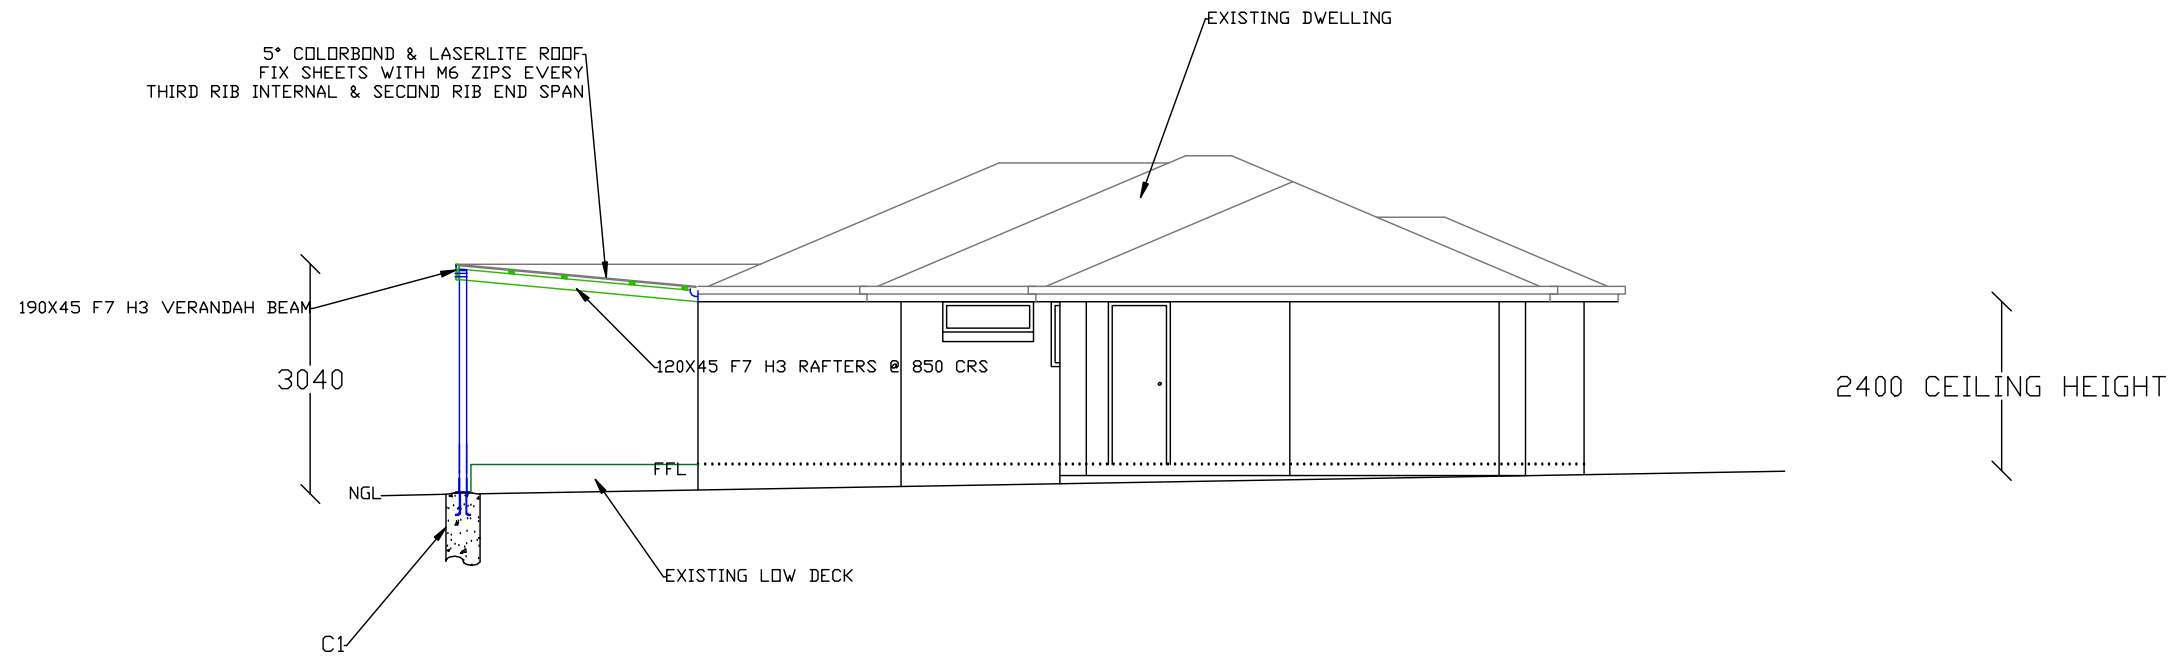 EXISTING DWELLING
5° COLORBOND & LASERLITE ROOF
FIX SHEETS WITH M6 ZIPS EVERY
THIRD RIB INTERNAL & SECOND RIB END SPAN
190X45 F7 H3 VERANDAH BEAM
120X45 F7 H3 RAFTERS @ 850 CRS
3040
2400 CEILING HEIGHT
FFL
NGL
EXISTING LOW DECK
C1